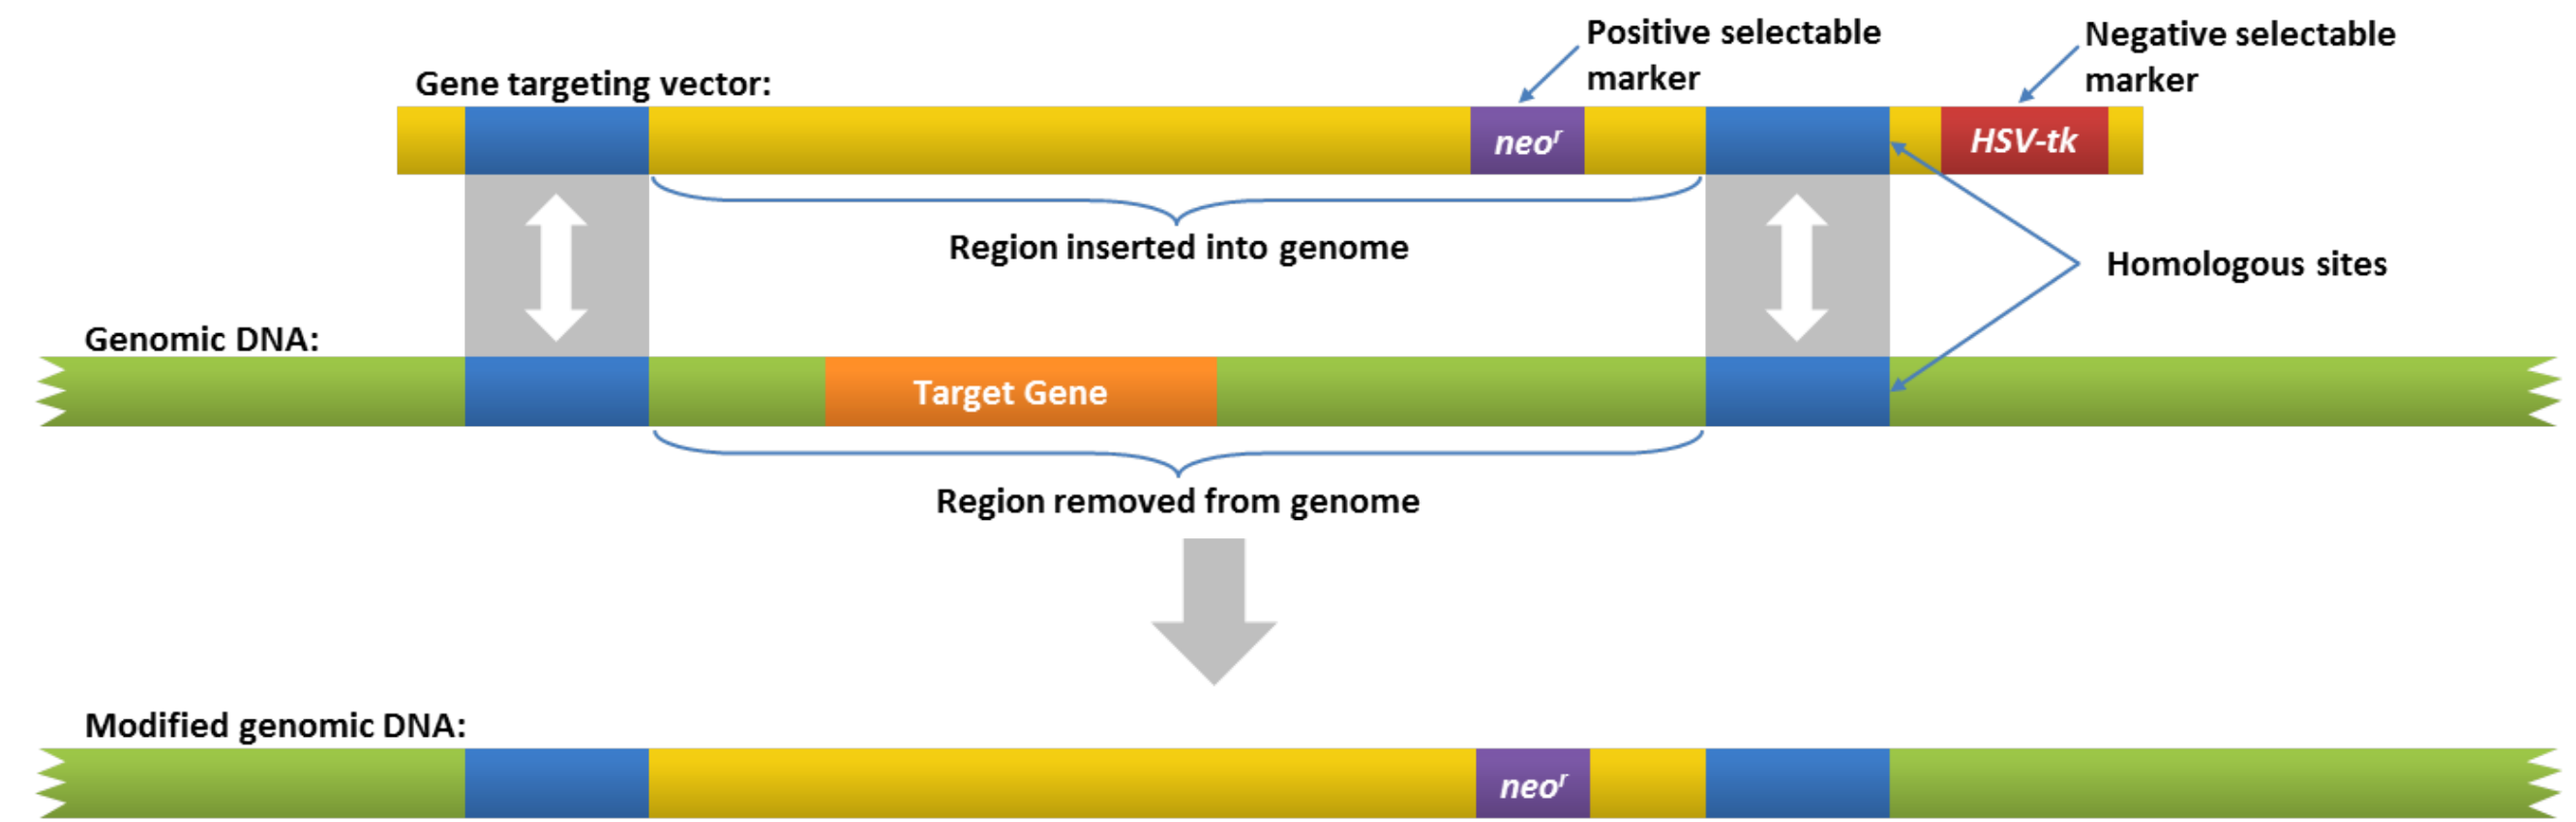 Positive selectable
marker
Negative selectable
marker
Gene targeting vector:
neoʳ
HSV-tk
Region inserted into genome
Homologous sites
Genomic DNA:
Target Gene
Region removed from genome
Modified genomic DNA:
neoʳ